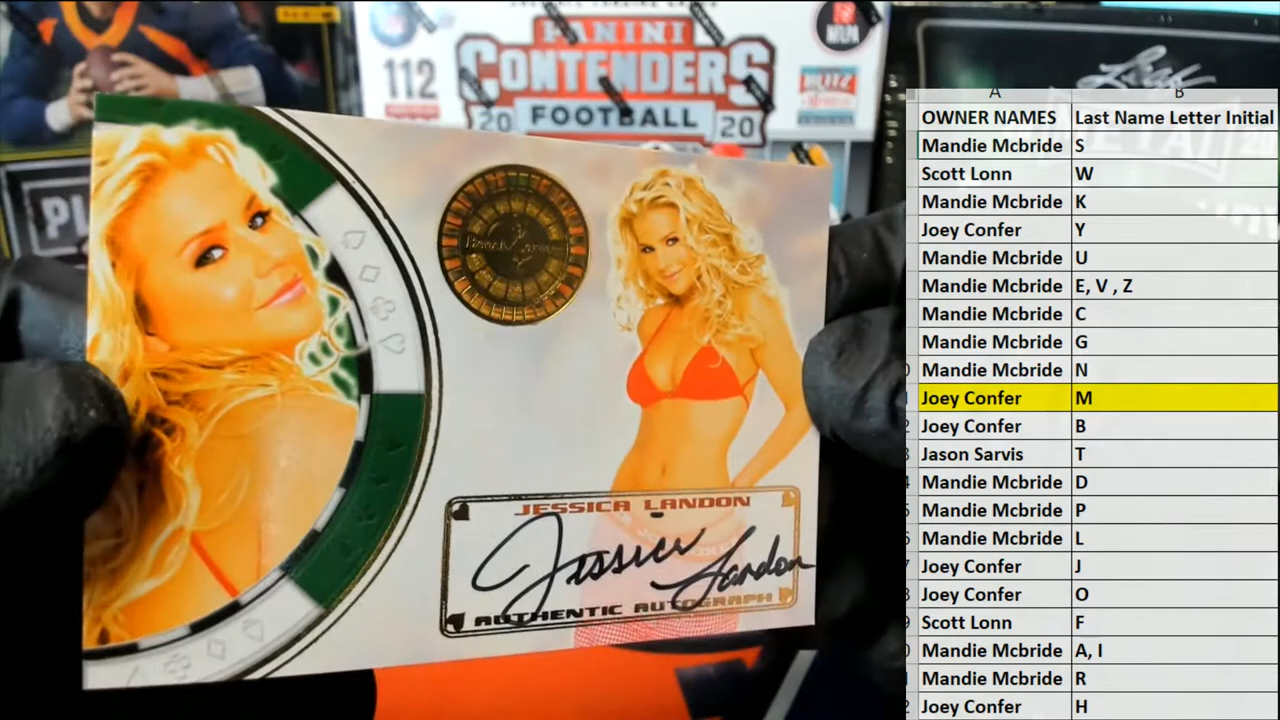 PANINI
CONTENDERS
20 FOOTBALL 20
112
PL
A B
OWNER NAMES Last Name Letter Initial
Mandie Mcbride S
Scott Lonn W
Mandie Mcbride K
Joey Confer Y
Mandie Mcbride U
Mandie Mcbride E, V , Z
Mandie Mcbride C
Mandie Mcbride G
Mandie Mcbride N
Joey Confer M
Joey Confer B
Jason Sarvis T
Mandie Mcbride D
Mandie Mcbride P
Mandie Mcbride L
Joey Confer J
Joey Confer O
Scott Lonn F
Mandie Mcbride A, I
Mandie Mcbride R
Joey Confer H
JESSICA LANDON
Jessica Landon
AUTHENTIC AUTOGRAPH